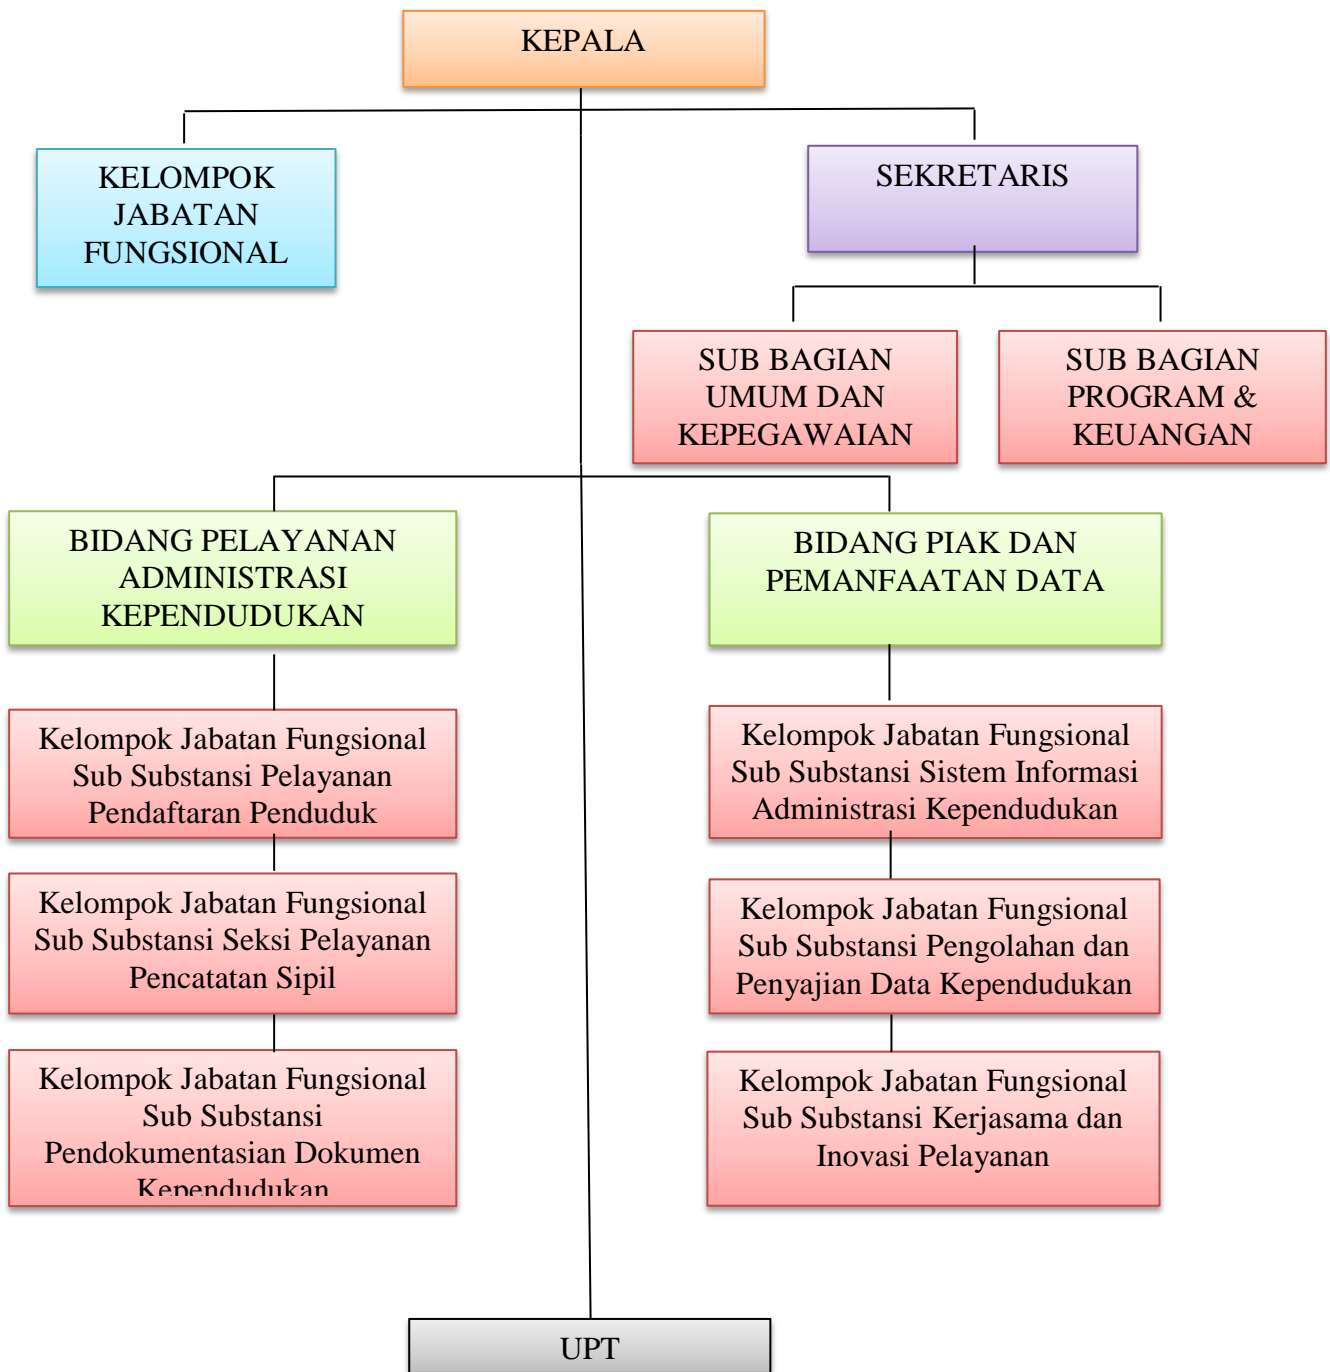 KEPALA
KELOMPOK
JABATAN
FUNGSIONAL
SEKRETARIS
SUB BAGIAN
UMUM DAN
KEPEGAWAIAN
SUB BAGIAN
PROGRAM &
KEUANGAN
BIDANG PELAYANAN
ADMINISTRASI
KEPENDUDUKAN
BIDANG PIAK DAN
PEMANFAATAN DATA
Kelompok Jabatan Fungsional
Sub Substansi Pelayanan
Pendaftaran Penduduk
Kelompok Jabatan Fungsional
Sub Substansi Seksi Pelayanan
Pencatatan Sipil
Kelompok Jabatan Fungsional
Sub Substansi
Pendokumentasian Dokumen
Kependudukan
Kelompok Jabatan Fungsional
Sub Substansi Sistem Informasi
Administrasi Kependudukan
Kelompok Jabatan Fungsional
Sub Substansi Pengolahan dan
Penyajian Data Kependudukan
Kelompok Jabatan Fungsional
Sub Substansi Kerjasama dan
Inovasi Pelayanan
UPT